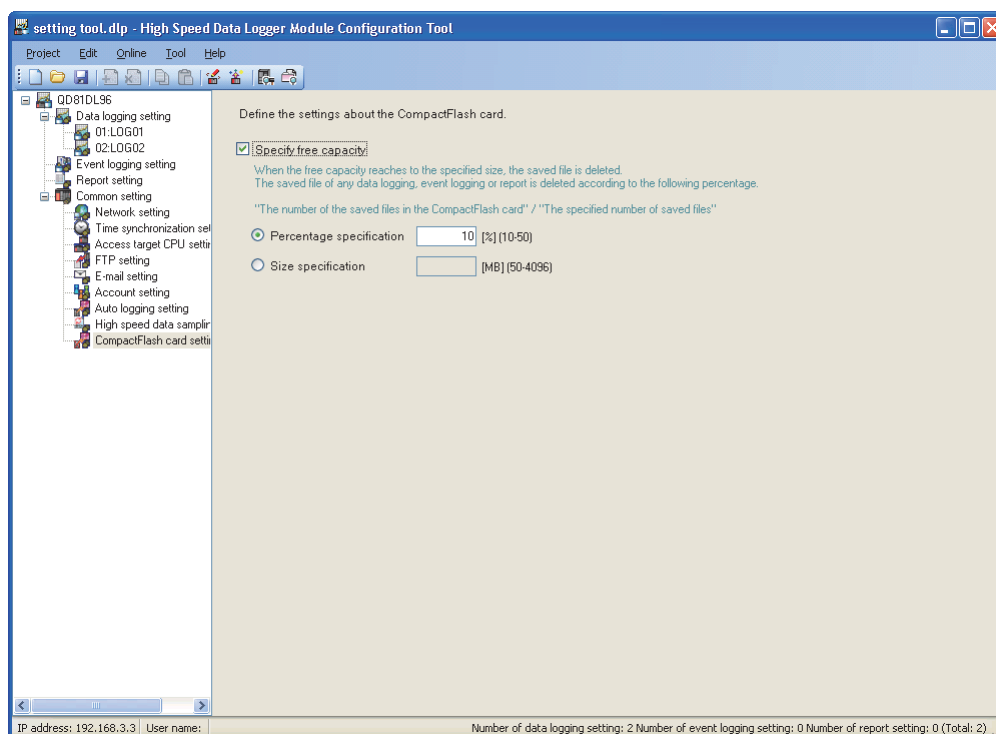 setting tool.dlp - High Speed Data Logger Module Configuration Tool
Project Edit Online Tool Help
QD81DL96
Data logging setting
01:LOG01
02:LOG02
Event logging setting
Report setting
Common setting
Network setting
Time synchronization set
Access target CPU settin
FTP setting
E-mail setting
Account setting
Auto logging setting
High speed data samplin
CompactFlash card settin
Define the settings about the CompactFlash card.
Specify free capacity
When the free capacity reaches to the specified size, the saved file is deleted.
The saved file of any data logging, event logging or report is deleted according to the following percentage.
"The number of the saved files in the CompactFlash card" / "The specified number of saved files"
Percentage specification 10 [%] (10-50)
Size specification [MB] (50-4096)
IP address: 192.168.3.3 User name: Number of data logging setting: 2 Number of event logging setting: 0 Number of report setting: 0 (Total: 2)